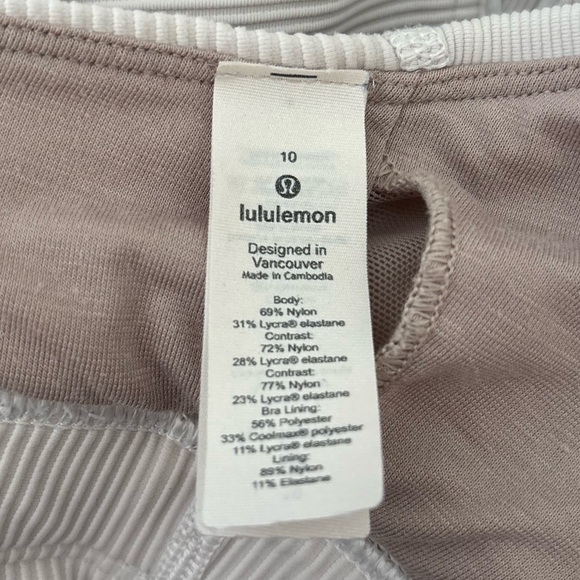 10
lululemon
Designed in
Vancouver
Made in Cambodia
Body:
69% Nylon
31% Lycra® elastane
Contrast:
72% Nylon
28% Lycra® elastane
Contrast:
77% Nylon
23% Lycra® elastane
Bra Lining:
56% Polyester
33% Coolmax® polyester
11% Lycra® elastane
Lining:
89% Nylon
11% Elastane